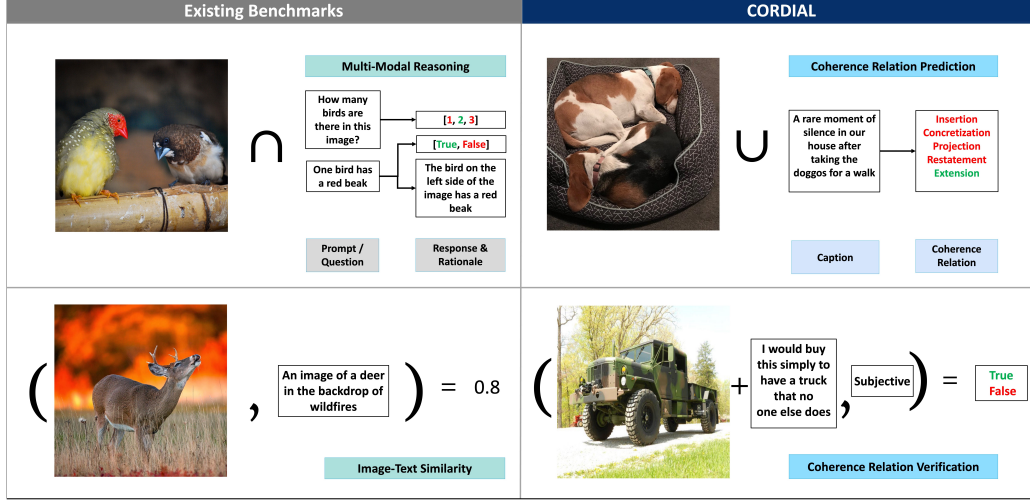 Existing Benchmarks
CORDIAL
Multi-Modal Reasoning
How many
birds are
there in this
image?
[1, 2, 3]
[True, False]
One bird has
a red beak
The bird on the
left side of the
image has a red
beak
Prompt /
Question
Response &
Rationale
∩
Coherence Relation Prediction
∪
A rare moment of
silence in our
house after
taking the
doggos for a walk
Insertion
Concretization
Projection
Restatement
Extension
Caption
Coherence
Relation
( , ) = 0.8
An image of a deer
in the backdrop of
wildfires
Image-Text Similarity
( + , ) =
I would buy
this simply to
have a truck
that no
one else does
Subjective
True
False
Coherence Relation Verification